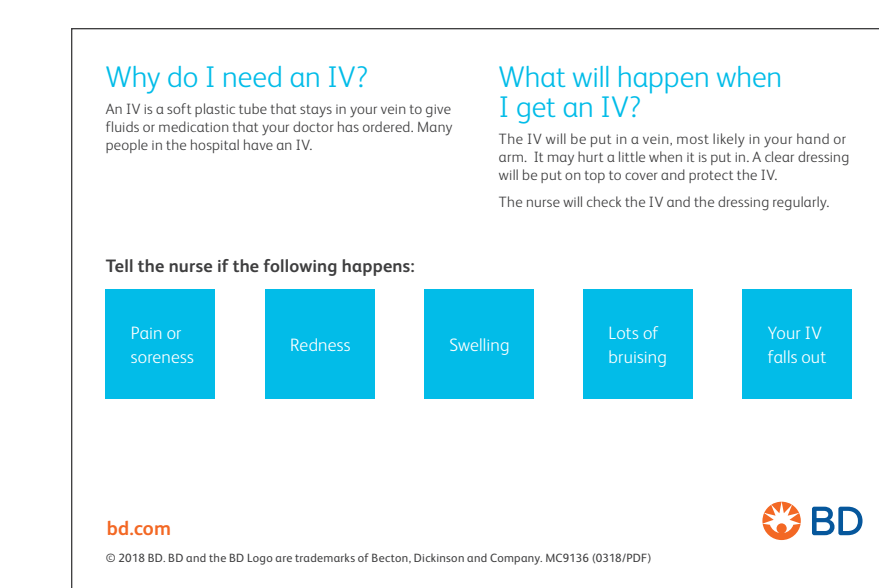 Why do I need an IV?
An IV is a soft plastic tube that stays in your vein to give
fluids or medication that your doctor has ordered. Many
people in the hospital have an IV.
What will happen when
I get an IV?
The IV will be put in a vein, most likely in your hand or
arm.  It may hurt a little when it is put in. A clear dressing
will be put on top to cover and protect the IV.
The nurse will check the IV and the dressing regularly.
Tell the nurse if the following happens:
Pain or
soreness
Redness
Swelling
Lots of
bruising
Your IV
falls out
bd.com
BD
© 2018 BD. BD and the BD Logo are trademarks of Becton, Dickinson and Company. MC9136 (0318/PDF)